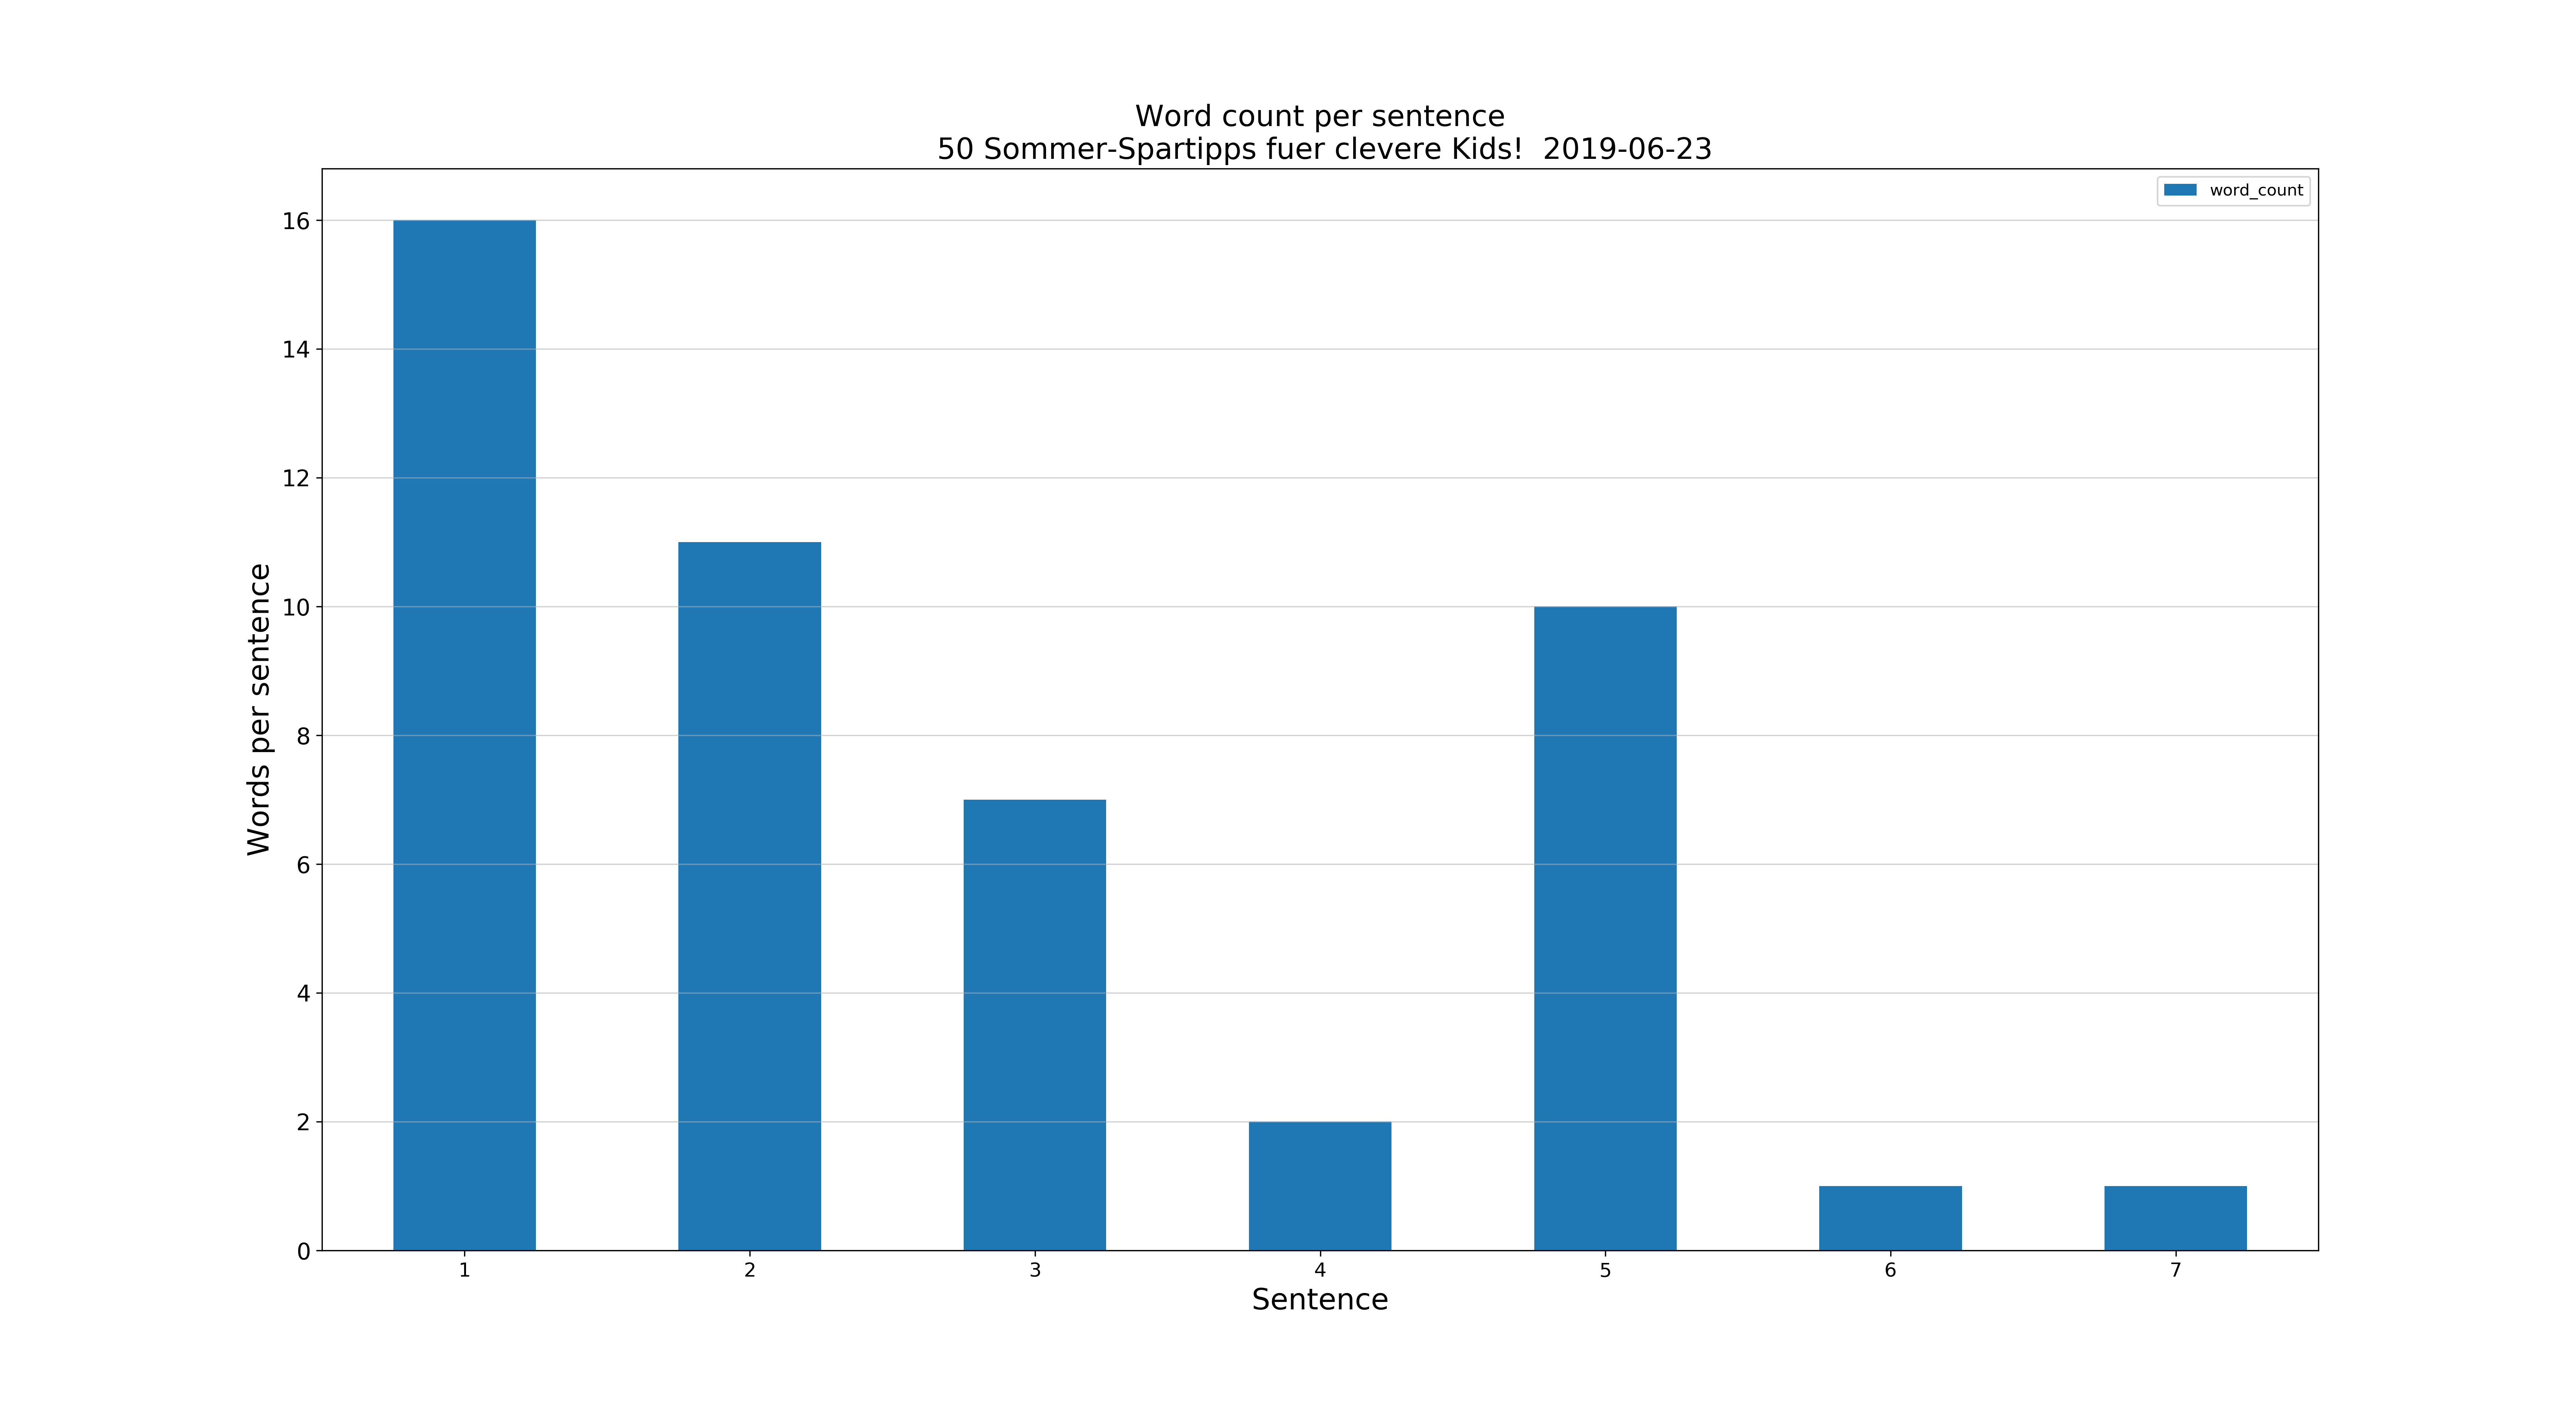 Word count per sentence
50 Sommer-Spartipps fuer clevere Kids!  2019-06-23
word_count
Words per sentence
16
14
12
10
8
6
4
2
0
1 2 3 4 5 6 7
Sentence